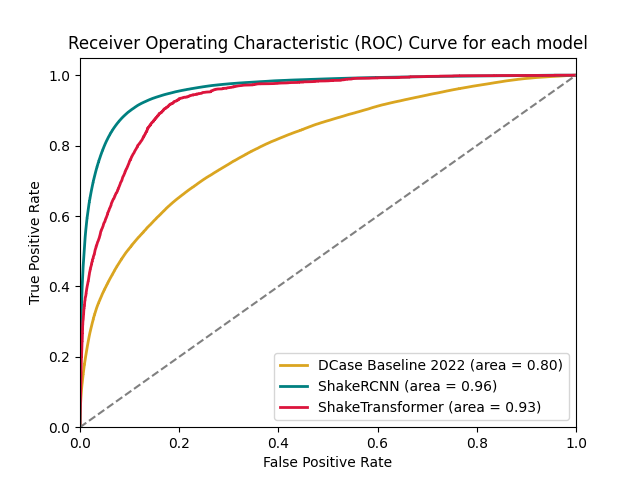 Receiver Operating Characteristic (ROC) Curve for each model
1.0
0.8
0.6
0.4
0.2
0.0
True Positive Rate
DCase Baseline 2022 (area = 0.80)
ShakeRCNN (area = 0.96)
ShakeTransformer (area = 0.93)
0.0 0.2 0.4 0.6 0.8 1.0
False Positive Rate